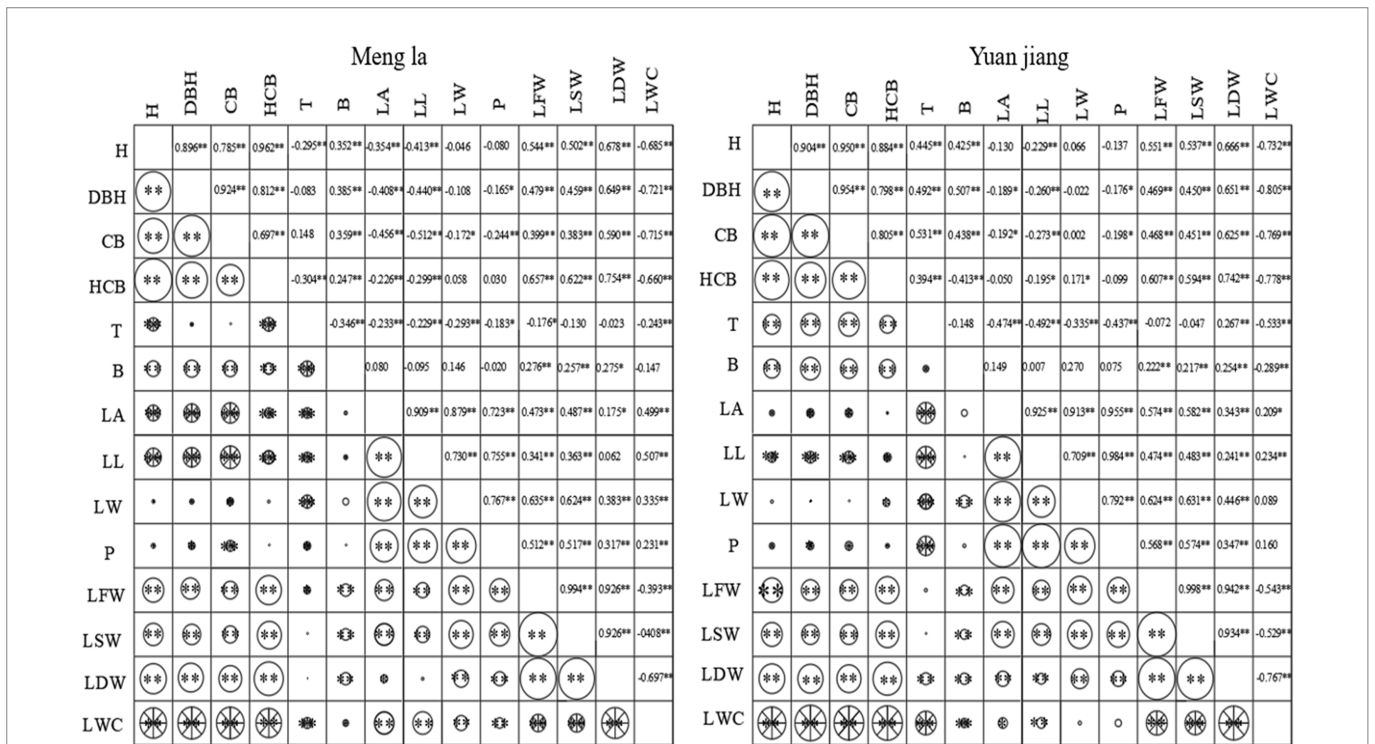 Meng la
H DBH CB HCB T B LA LL LW P LFW LSW LDW LWC
H 0.896** 0.785** 0.962** -0.295** 0.352** -0.354** -0.413** -0.046 -0.080 0.544** 0.502** 0.678** -0.685**
DBH ** 0.924** 0.812** -0.083 0.385** -0.408** -0.440** -0.108 -0.165* 0.479** 0.459** 0.649** -0.721**
CB ** ** 0.697** 0.148 0.359** -0.456** -0.512** -0.172* -0.244** 0.399** 0.383** 0.590** -0.715**
HCB ** ** ** -0.304** 0.247** -0.226** -0.299** 0.058 0.030 0.657** 0.622** 0.754** -0.660**
T -0.346** -0.233** -0.229** -0.293** -0.183* -0.176* -0.130 -0.023 -0.243**
B 0.080 -0.095 0.146 -0.020 0.276** 0.257** 0.275* -0.147
LA 0.909** 0.879** 0.723** 0.473** 0.487** 0.175* 0.499**
LL ** 0.730** 0.755** 0.341** 0.363** 0.062 0.507**
LW ** ** 0.767** 0.635** 0.624** 0.383** 0.335**
P ** ** ** 0.512** 0.517** 0.317** 0.231**
LFW ** ** ** ** ** ** ** 0.994** 0.926** -0.393**
LSW ** ** ** ** ** ** ** ** 0.926** -0408**
LDW ** ** ** ** ** ** -0.697**
LWC
Yuan jiang
H DBH CB HCB T B LA LL LW P LFW LSW LDW LWC
H 0.904** 0.950** 0.884** 0.445** 0.425** -0.130 -0.229** 0.066 -0.137 0.551** 0.537** 0.666** -0.732**
DBH ** 0.954** 0.798** 0.492** 0.507** -0.189* -0.260** -0.022 -0.176* 0.469** 0.450** 0.651** -0.805**
CB ** ** 0.805** 0.531** 0.438** -0.192* -0.273** 0.002 -0.198* 0.468** 0.451** 0.625** -0.769**
HCB ** ** ** 0.394** -0.413** -0.050 -0.195* 0.171* -0.099 0.607** 0.594** 0.742** -0.778**
T ** ** ** ** -0.148 -0.474** -0.492** -0.335** -0.437** -0.072 -0.047 0.267** -0.533**
B ** ** ** ** 0.149 0.007 0.270 0.075 0.222** 0.217** 0.254** -0.289**
LA 0.925** 0.913** 0.955** 0.574** 0.582** 0.343** 0.209*
LL ** 0.709** 0.984** 0.474** 0.483** 0.241** 0.234**
LW ** ** 0.792** 0.624** 0.631** 0.446** 0.089
P ** ** ** 0.568** 0.574** 0.347** 0.160
LFW ** ** ** ** ** ** ** ** 0.998** 0.942** -0.543**
LSW ** ** ** ** ** ** ** ** ** 0.934** -0.529**
LDW ** ** ** ** ** ** ** ** -0.767**
LWC